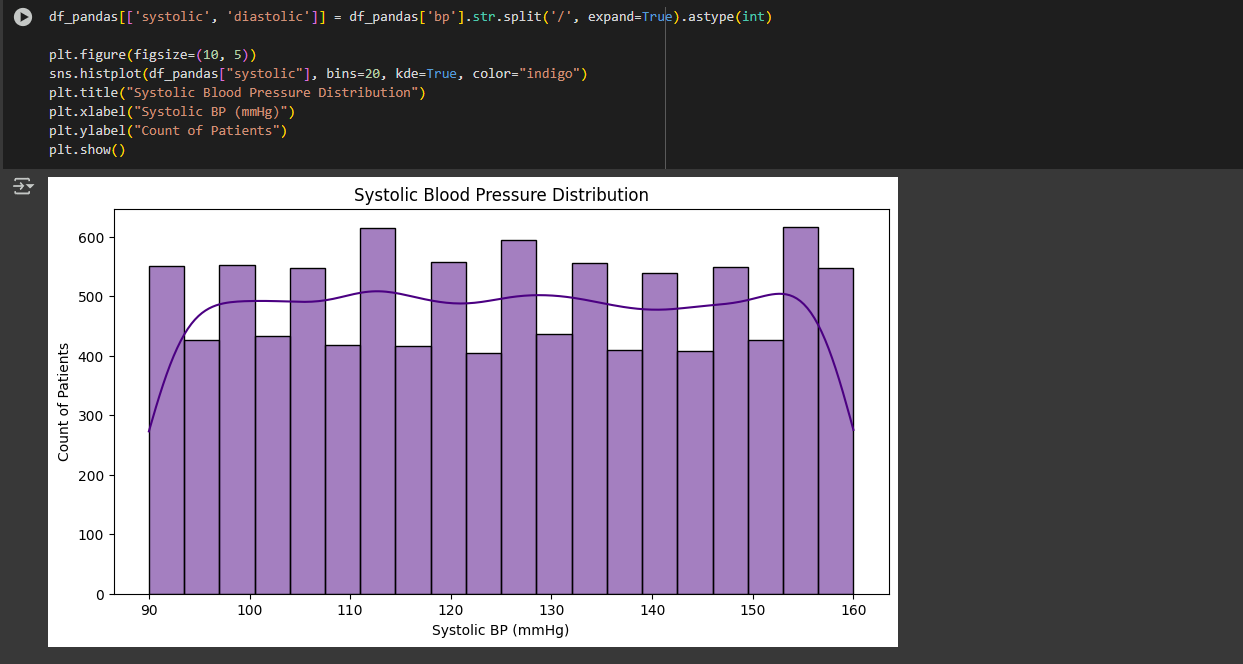 df_pandas[['systolic', 'diastolic']] = df_pandas['bp'].str.split('/', expand=True).astype(int)
plt.figure(figsize=(10, 5))
sns.histplot(df_pandas["systolic"], bins=20, kde=True, color="indigo")
plt.title("Systolic Blood Pressure Distribution")
plt.xlabel("Systolic BP (mmHg)")
plt.ylabel("Count of Patients")
plt.show()
Systolic Blood Pressure Distribution
600
500
400
300
200
100
0
Count of Patients
90 100 110 120 130 140 150 160
Systolic BP (mmHg)